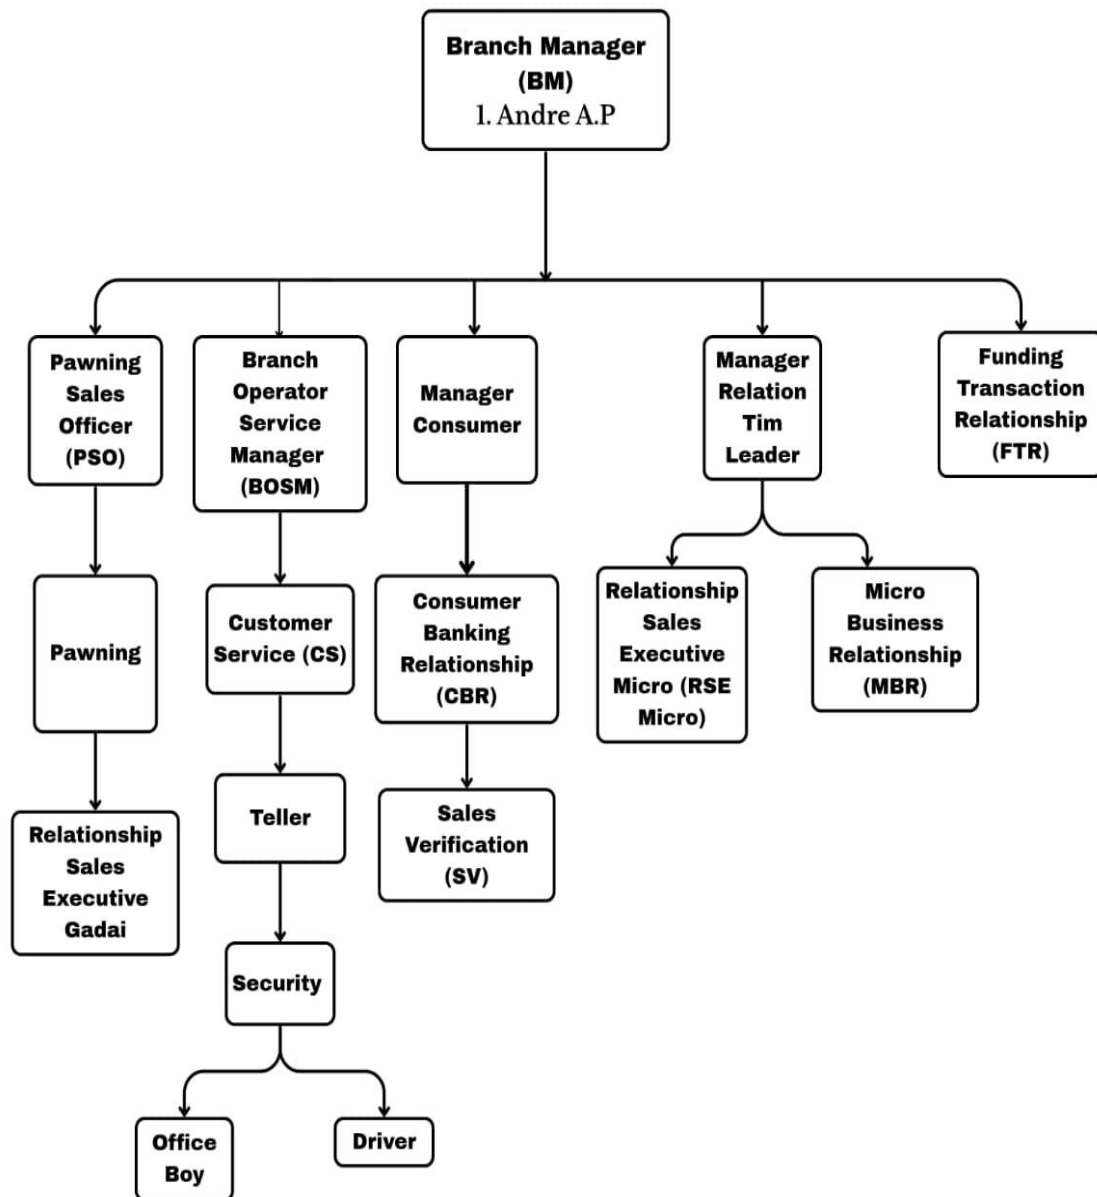 Branch Manager
(BM)
1. Andre A.P
Pawning
Sales
Officer
(PSO)
Branch
Operator
Service
Manager
(BOSM)
Manager
Consumer
Manager
Relation
Tim
Leader
Funding
Transaction
Relationship
(FTR)
Pawning
Customer
Service (CS)
Consumer
Banking
Relationship
(CBR)
Relationship
Sales
Executive
Micro (RSE
Micro)
Micro
Business
Relationship
(MBR)
Relationship
Sales
Executive
Gadai
Teller
Sales
Verification
(SV)
Security
Office
Boy
Driver